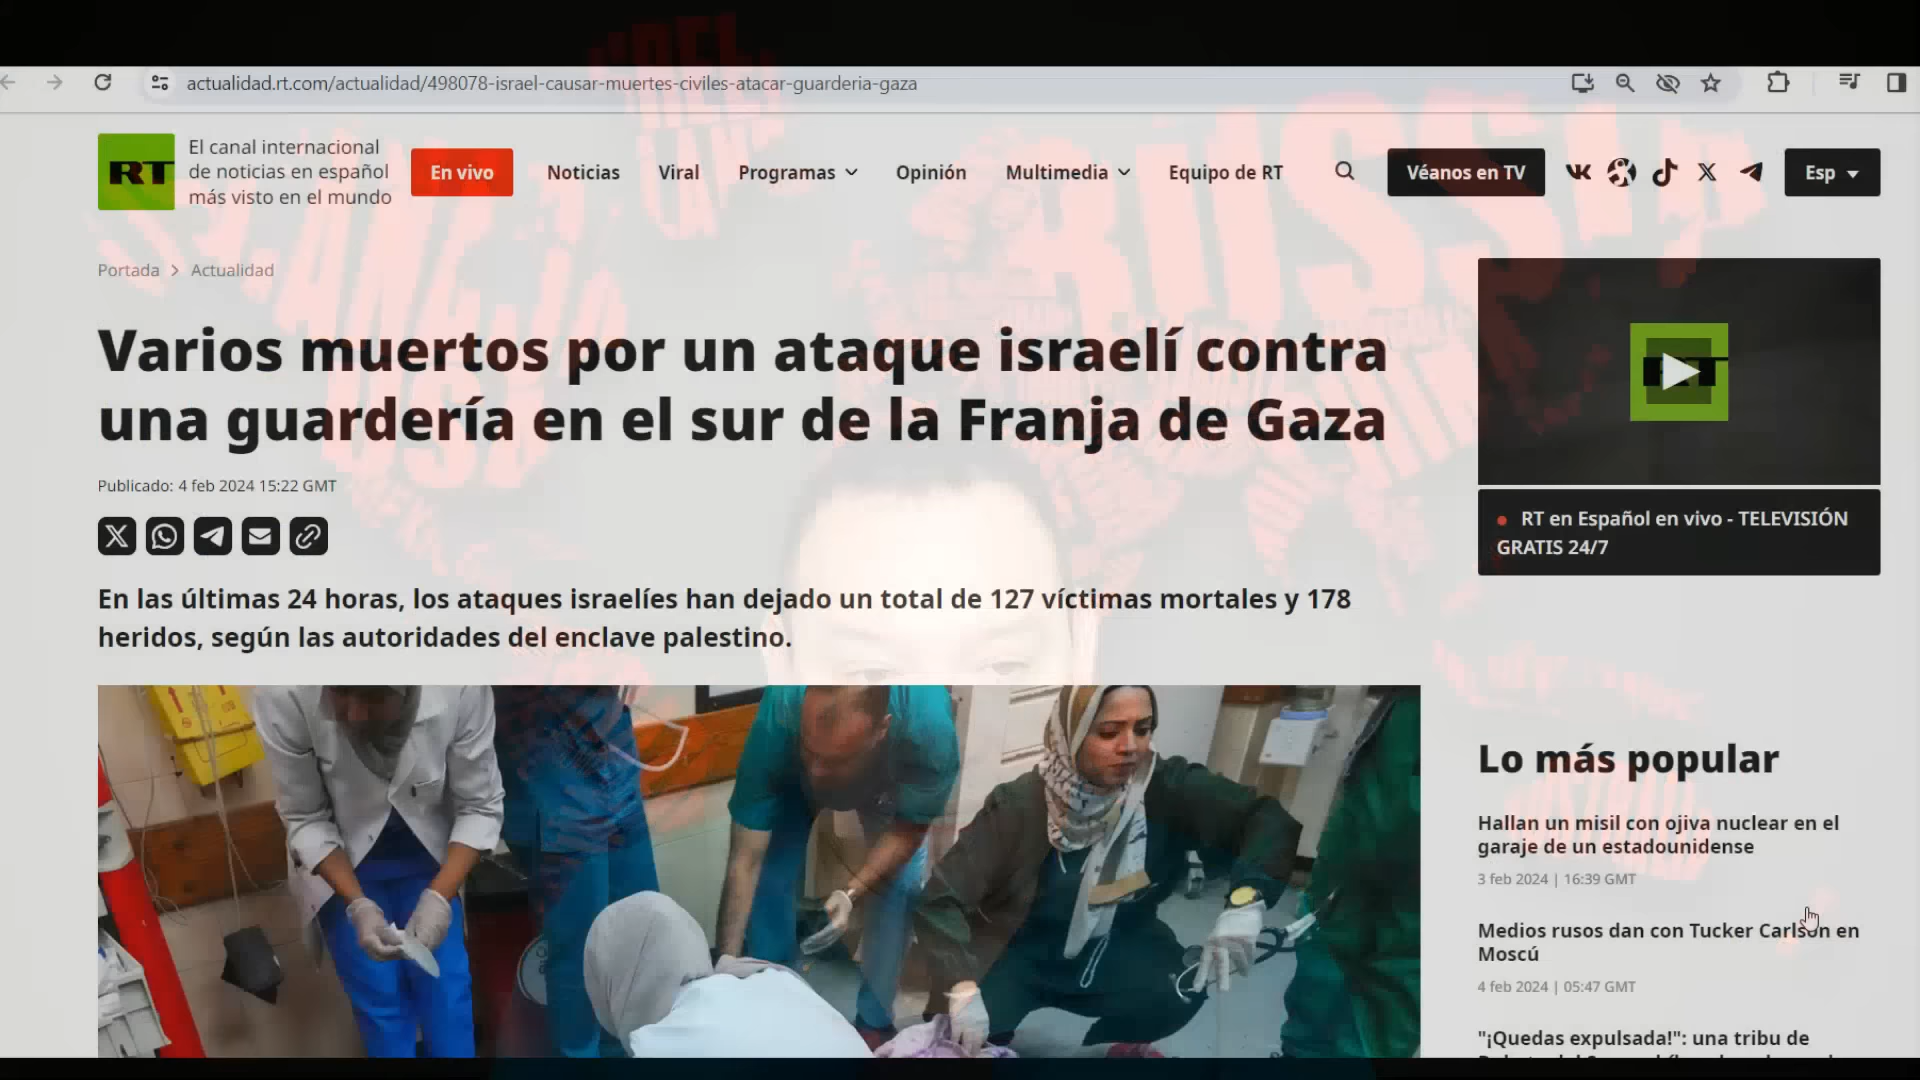 actualidad.rt.com/actualidad/498078-israel-causar-muertes-civiles-atacar-guarderia-gaza
RT
El canal internacional
de noticias en español
más visto en el mundo
En vivo
Noticias
Viral
Programas
Opinión
Multimedia
Equipo de RT
Véanos en TV
Esp
RUSSIA
Portada > Actualidad
Varios muertos por un ataque israelí contra
una guardería en el sur de la Franja de Gaza
Publicado: 4 feb 2024 15:22 GMT
En las últimas 24 horas, los ataques israelíes han dejado un total de 127 víctimas mortales y 178
heridos, según las autoridades del enclave palestino.
RT en Español en vivo - TELEVISIÓN
GRATIS 24/7
Lo más popular
Hallan un misil con ojiva nuclear en el
garaje de un estadounidense
3 feb 2024 | 16:39 GMT
Medios rusos dan con Tucker Carlson en
Moscú
4 feb 2024 | 05:47 GMT
"¡Quedas expulsada!": una tribu de